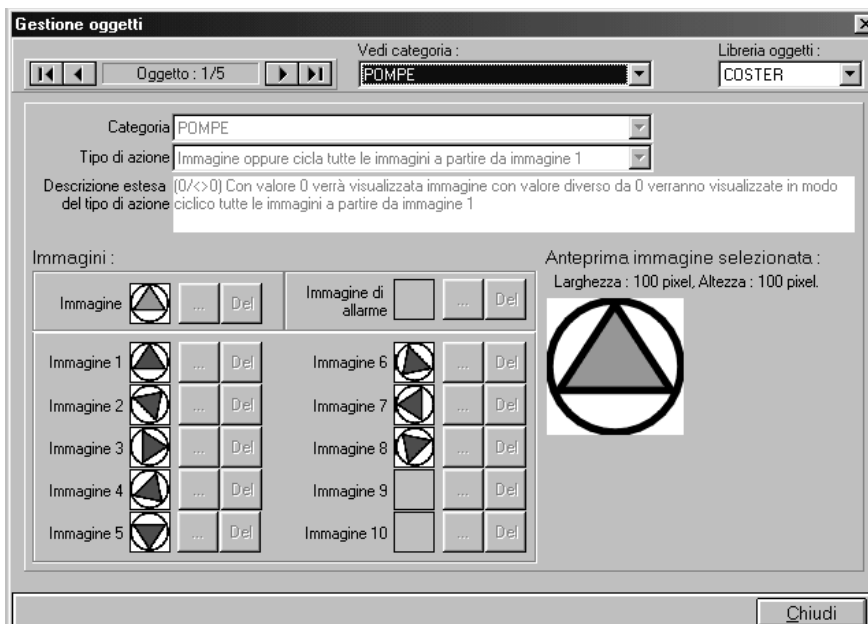 Gestione oggetti
Vedi categoria :
Libreria oggetti :
Oggetto : 1/5
POMPE
COSTER
Categoria POMPE
Tipo di azione Immagine oppure cicla tutte le immagini a partire da immagine 1
Descrizione estesa (0/<>0) Con valore 0 verrà visualizzata immagine con valore diverso da 0 verranno visualizzate in modo
del tipo di azione ciclico tutte le immagini a partire da immagine 1
Immagini :
Anteprima immagine selezionata :
Larghezza : 100 pixel, Altezza : 100 pixel.
Immagine ... Del
Immagine di
allarme ... Del
Immagine 1 ... Del
Immagine 6 ... Del
Immagine 2 ... Del
Immagine 7 ... Del
Immagine 3 ... Del
Immagine 8 ... Del
Immagine 4 ... Del
Immagine 9 ... Del
Immagine 5 ... Del
Immagine 10 ... Del
Chiudi